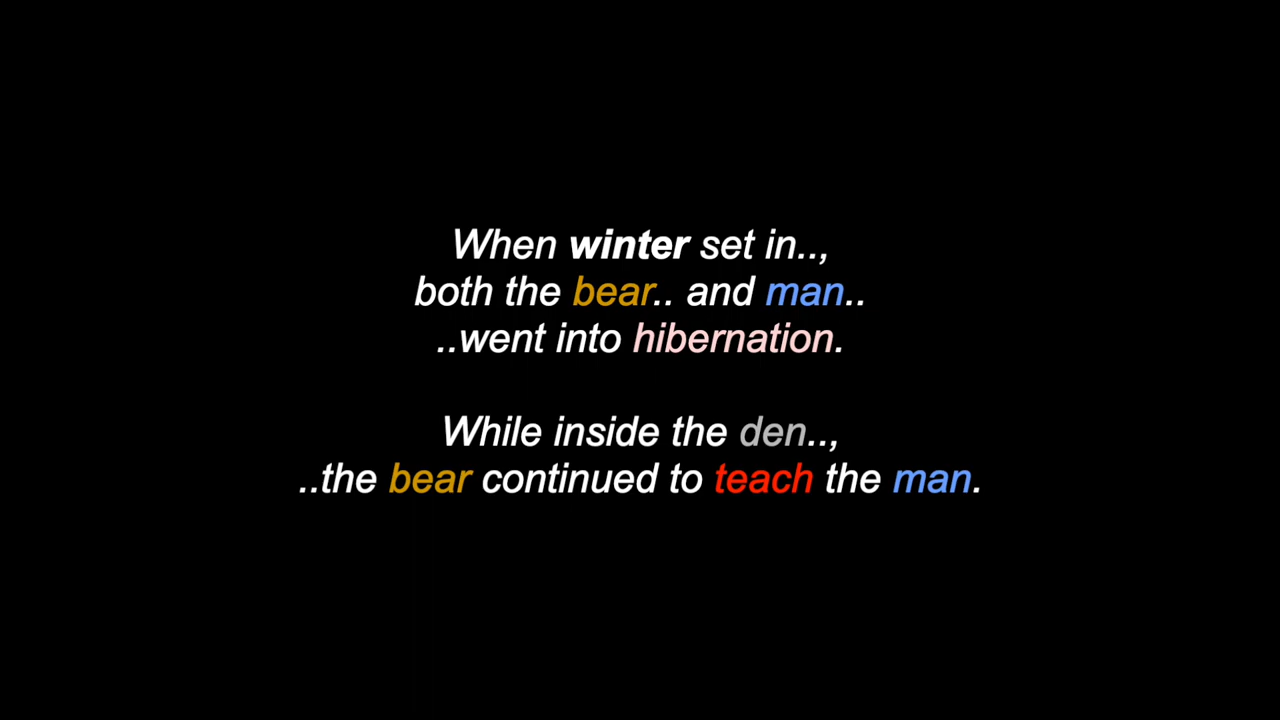 When winter set in..,
both the bear.. and man..
..went into hibernation.
While inside the den..,
..the bear continued to teach the man.